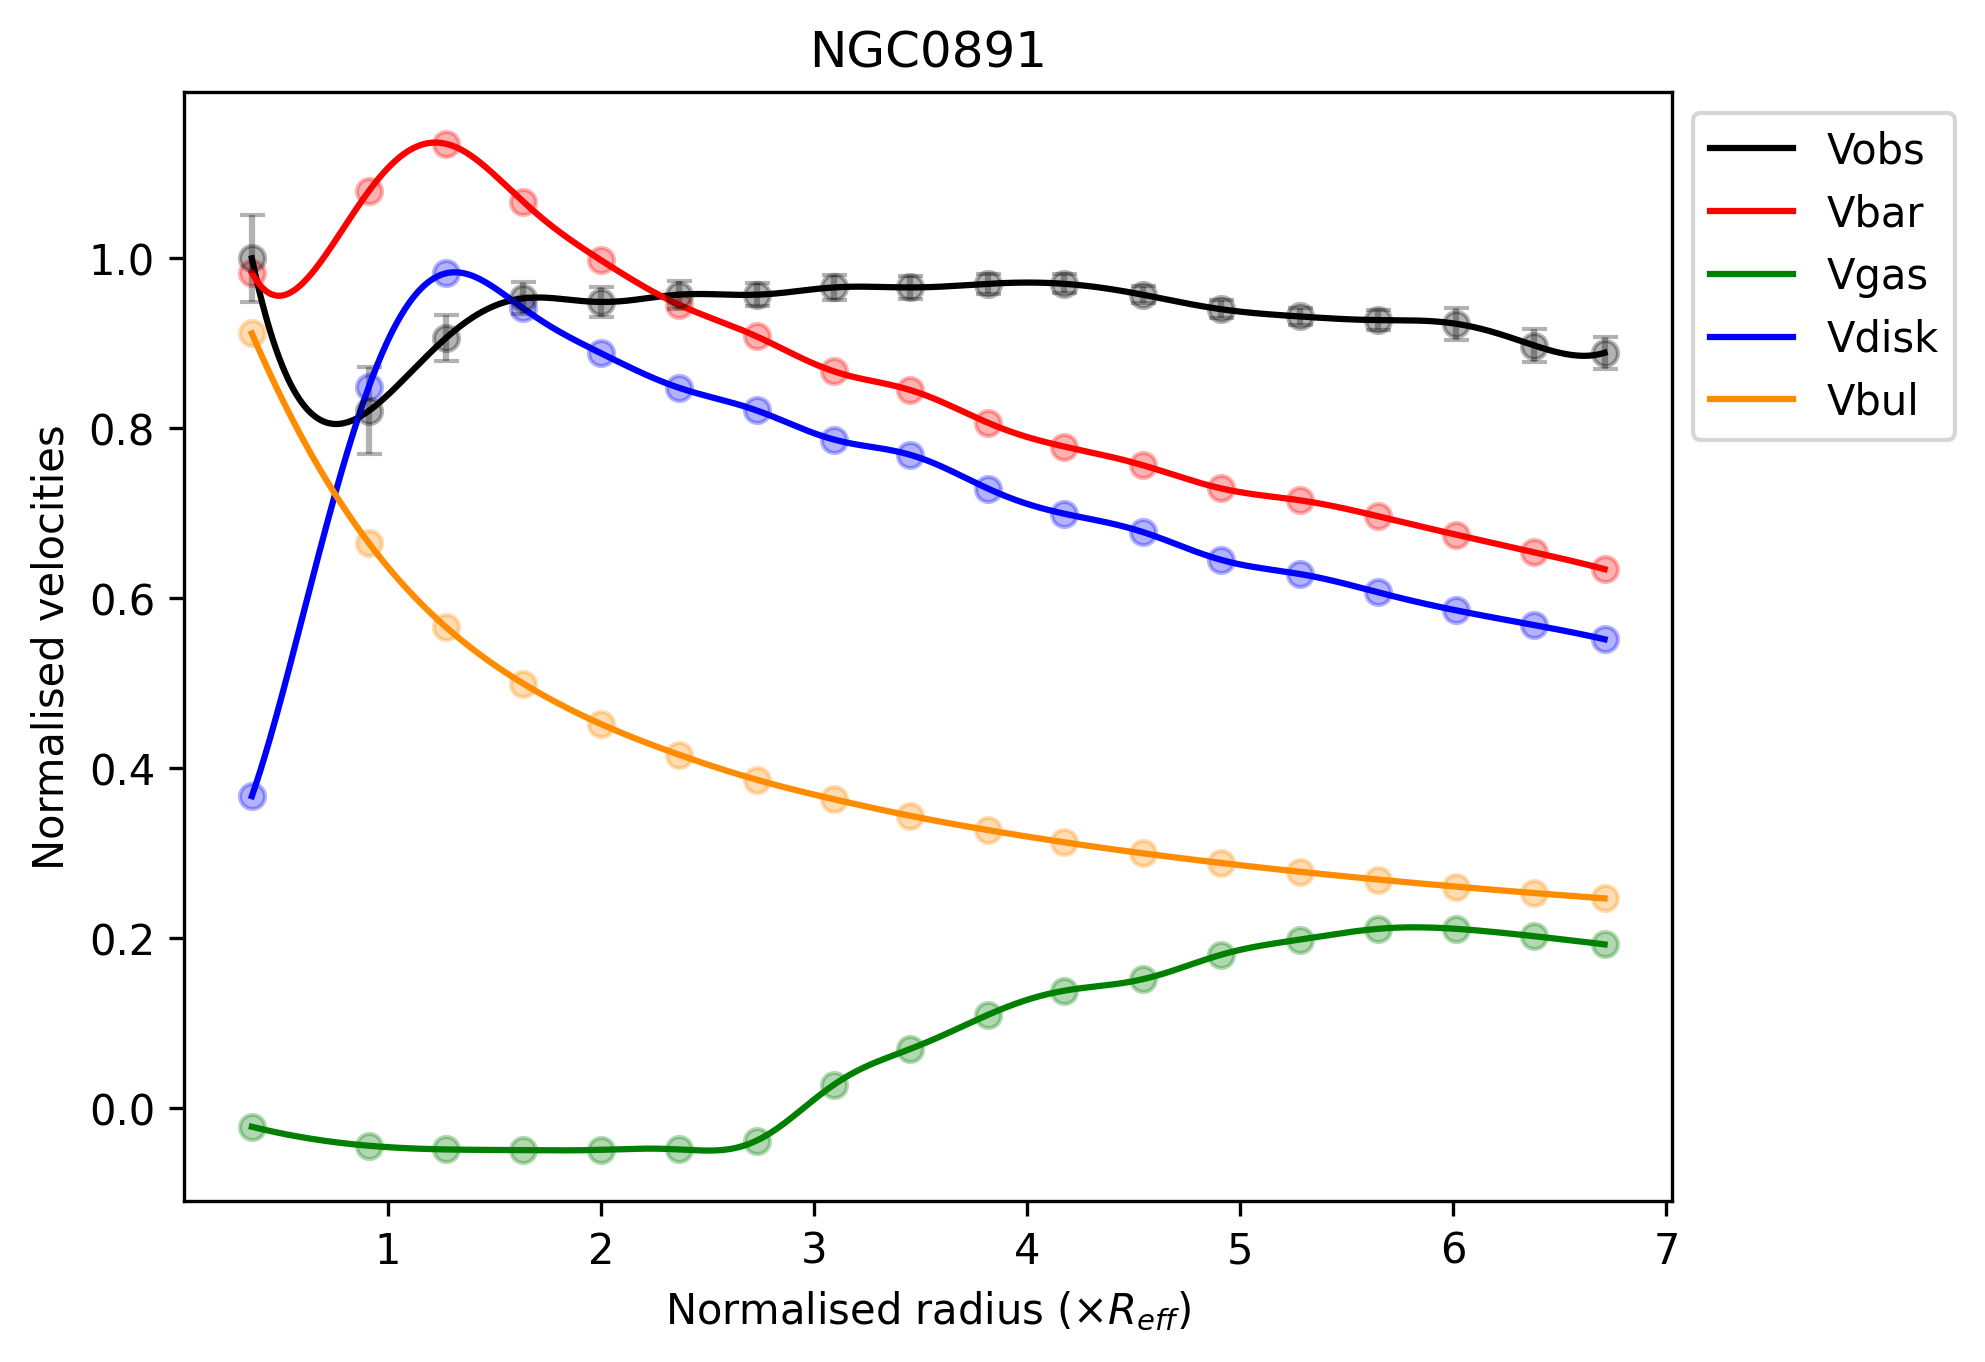 NGC0891
Vobs
Vbar
Vgas
Vdisk
Vbul
Normalised velocities
1.0
0.8
0.6
0.4
0.2
0.0
1 2 3 4 5 6 7
Normalised radius (×R_eff)